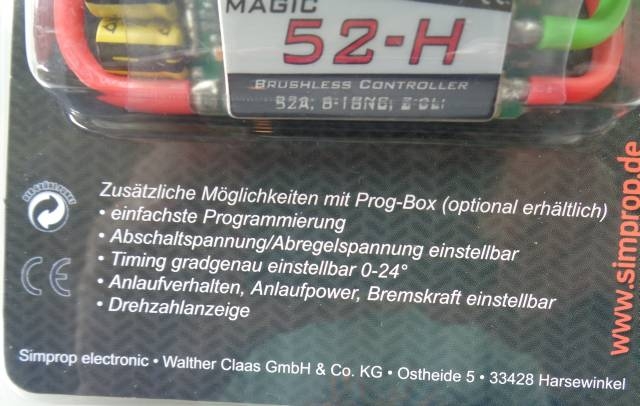 MAGIC
52-H
BRUSHLESS CONTROLLER
52A,
Zusätzliche Möglichkeiten mit Prog-Box (optional erhältlich)
• einfachste Programmierung
• Abschaltspannung/Abregelspannung einstellbar
• Timing gradgenau einstellbar 0-24°
• Anlaufverhalten, Anlaufpower, Bremskraft einstellbar
• Drehzahlanzeige
CE
www.simprop.de
Simprop electronic • Walther Claas GmbH & Co. KG • Ostheide 5 • 33428 Harsewinkel